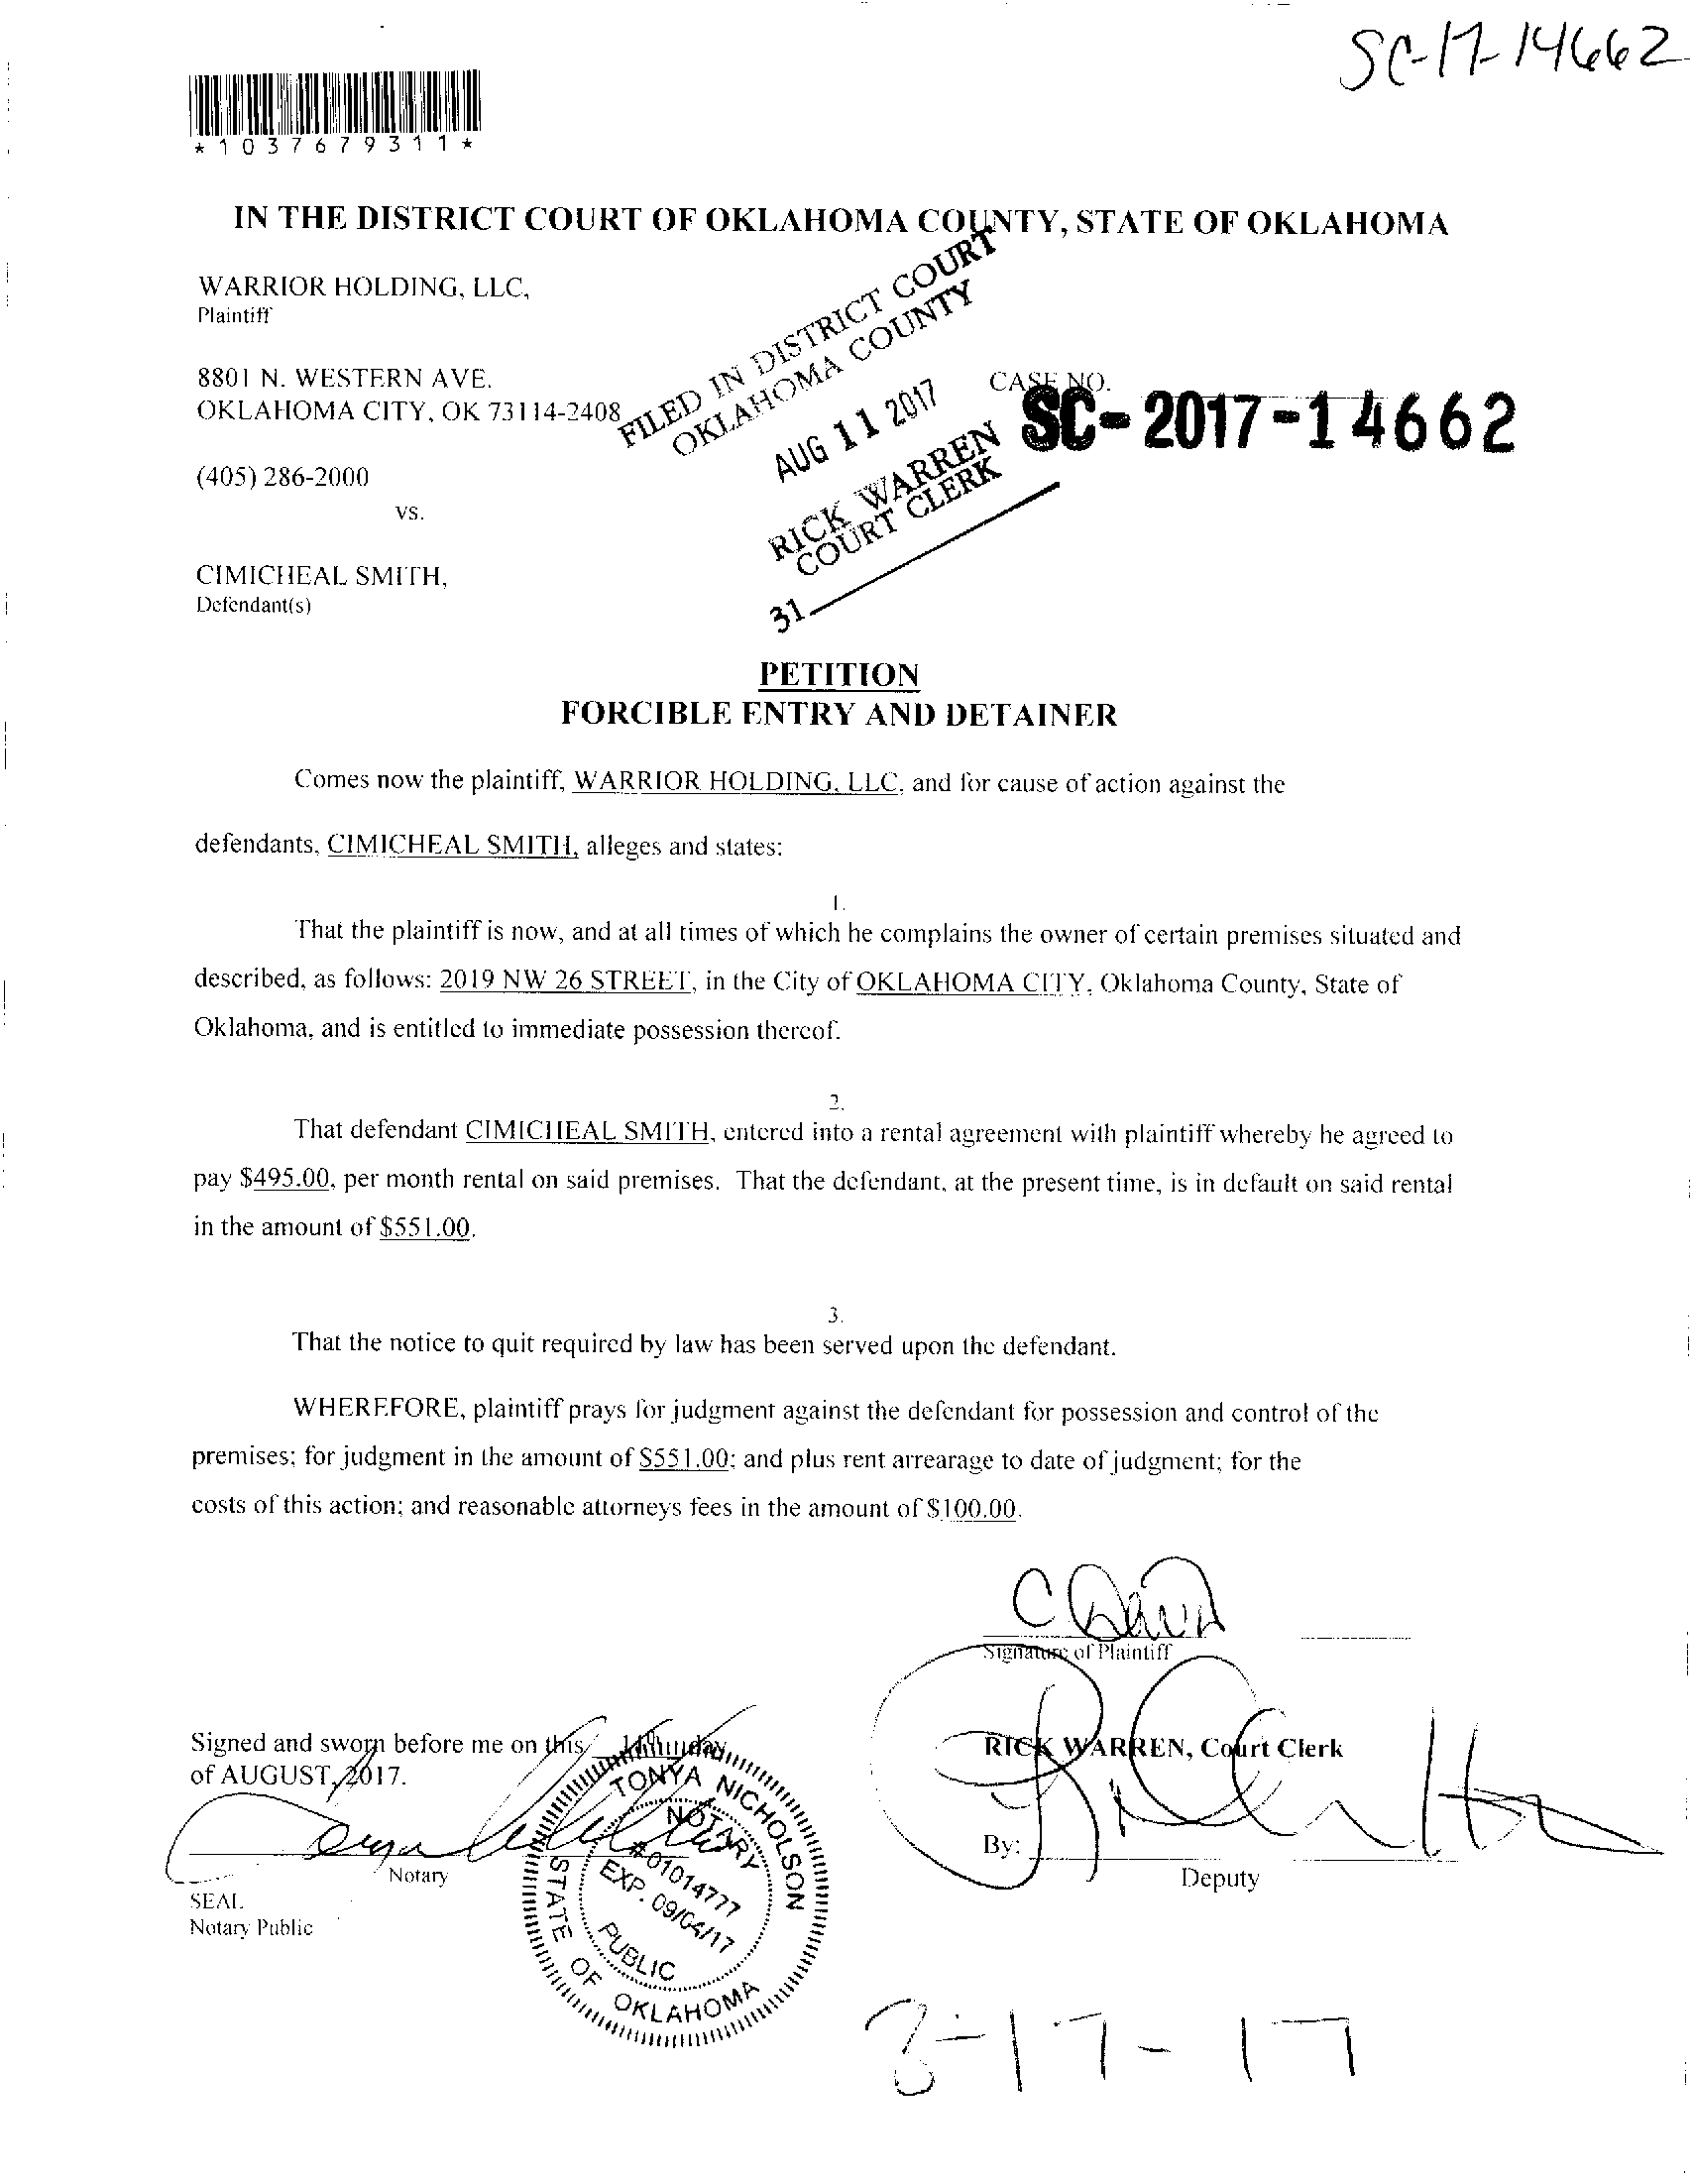 SC-17-14662
*1037679311*
IN THE DISTRICT COURT OF OKLAHOMA COUNTY, STATE OF OKLAHOMA
WARRIOR HOLDING, LLC,
Plaintiff
8801 N. WESTERN AVE.
OKLAHOMA CITY, OK 73114-2408
(405) 286-2000
vs.
CIMICHEAL SMITH,
Defendant(s)
FILED IN DISTRICT COURT
OKLAHOMA COUNTY
AUG 11 2017
RICK WARREN
COURT CLERK
31
CASE NO.
SC-2017-14662
PETITION
FORCIBLE ENTRY AND DETAINER
Comes now the plaintiff, WARRIOR HOLDING, LLC, and for cause of action against the
defendants, CIMICHEAL SMITH, alleges and states:
1.
That the plaintiff is now, and at all times of which he complains the owner of certain premises situated and
described, as follows: 2019 NW 26 STREET, in the City of OKLAHOMA CITY, Oklahoma County, State of
Oklahoma, and is entitled to immediate possession thereof.
2.
That defendant CIMICHEAL SMITH, entered into a rental agreement with plaintiff whereby he agreed to
pay $495.00, per month rental on said premises. That the defendant, at the present time, is in default on said rental
in the amount of $551.00.
3.
That the notice to quit required by law has been served upon the defendant.
WHEREFORE, plaintiff prays for judgment against the defendant for possession and control of the
premises; for judgment in the amount of $551.00; and plus rent arrearage to date of judgment; for the
costs of this action; and reasonable attorneys fees in the amount of $100.00.
Signature of Plaintiff
Signed and sworn before me on this day
of AUGUST, 2017.
Notary
SEAL
Notary Public
TONYA NICHOLSON
NOTARY
#01014777
EXP. 09/04/17
PUBLIC
STATE OF OKLAHOMA
RICK WARREN, Court Clerk
By:
Deputy
-17-17